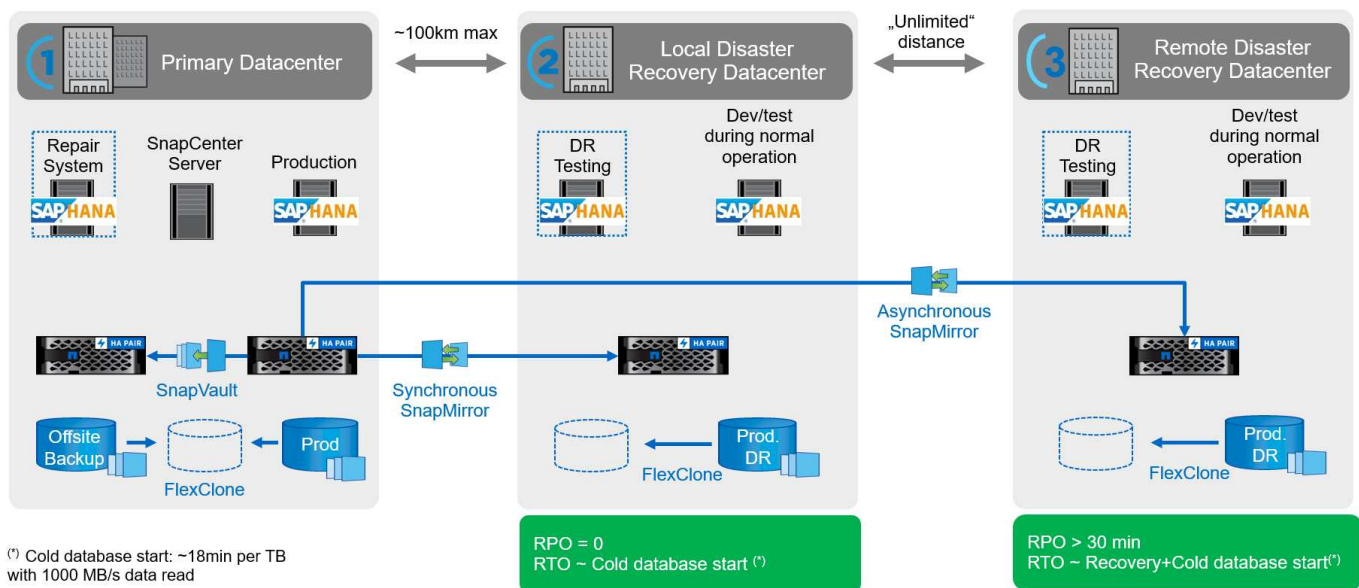 1
Primary Datacenter
~100km max
2
Local Disaster
Recovery Datacenter
„Unlimited“
distance
3
Remote Disaster
Recovery Datacenter
Repair
System
SnapCenter
Server
Production
DR
Testing
Dev/test
during normal
operation
DR
Testing
Dev/test
during normal
operation
SAP HANA
SAP HANA
SAP HANA
SAP HANA
SAP HANA
SAP HANA
Asynchronous
SnapMirror
HA PAIR
HA PAIR
HA PAIR
HA PAIR
SnapVault
Synchronous
SnapMirror
Offsite
Backup
Prod
FlexClone
Prod.
DR
FlexClone
Prod.
DR
FlexClone
(*) Cold database start: ~18min per TB
with 1000 MB/s data read
RPO = 0
RTO ~ Cold database start (*)
RPO > 30 min
RTO ~ Recovery+Cold database start(*)